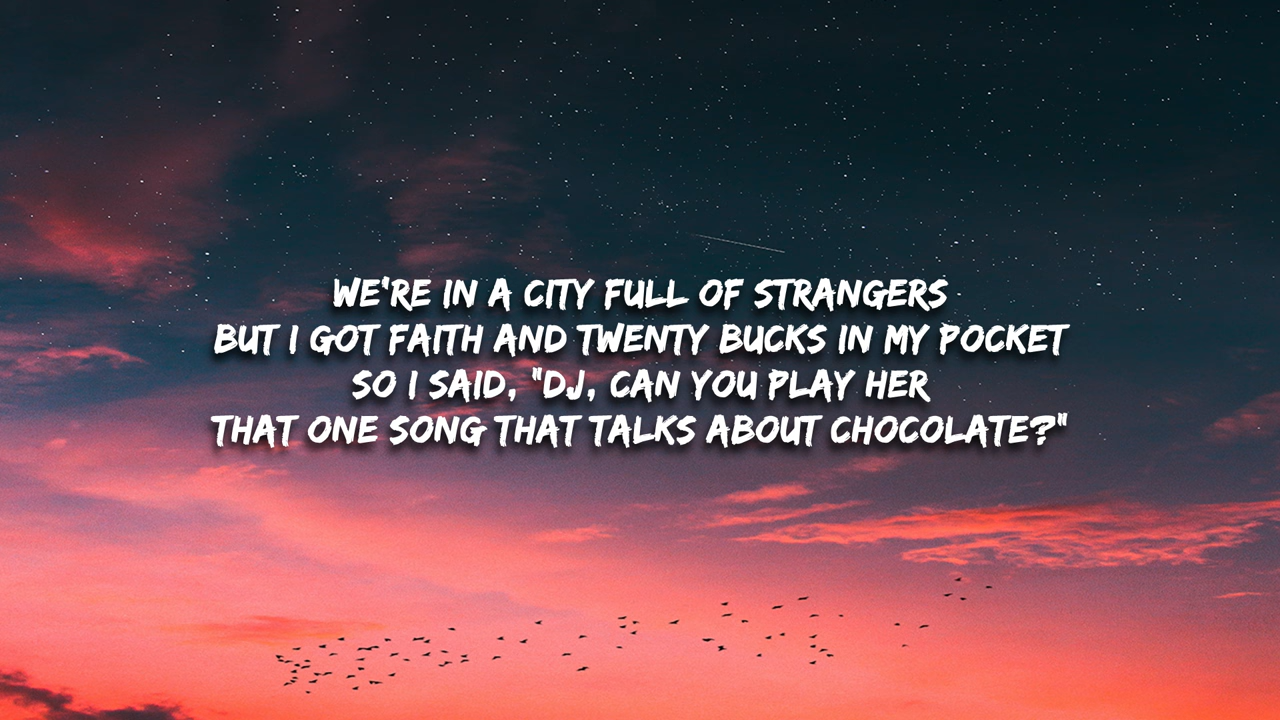 WE'RE IN A CITY FULL OF STRANGERS
BUT I GOT FAITH AND TWENTY BUCKS IN MY POCKET
SO I SAID, "DJ, CAN YOU PLAY HER
THAT ONE SONG THAT TALKS ABOUT CHOCOLATE?"